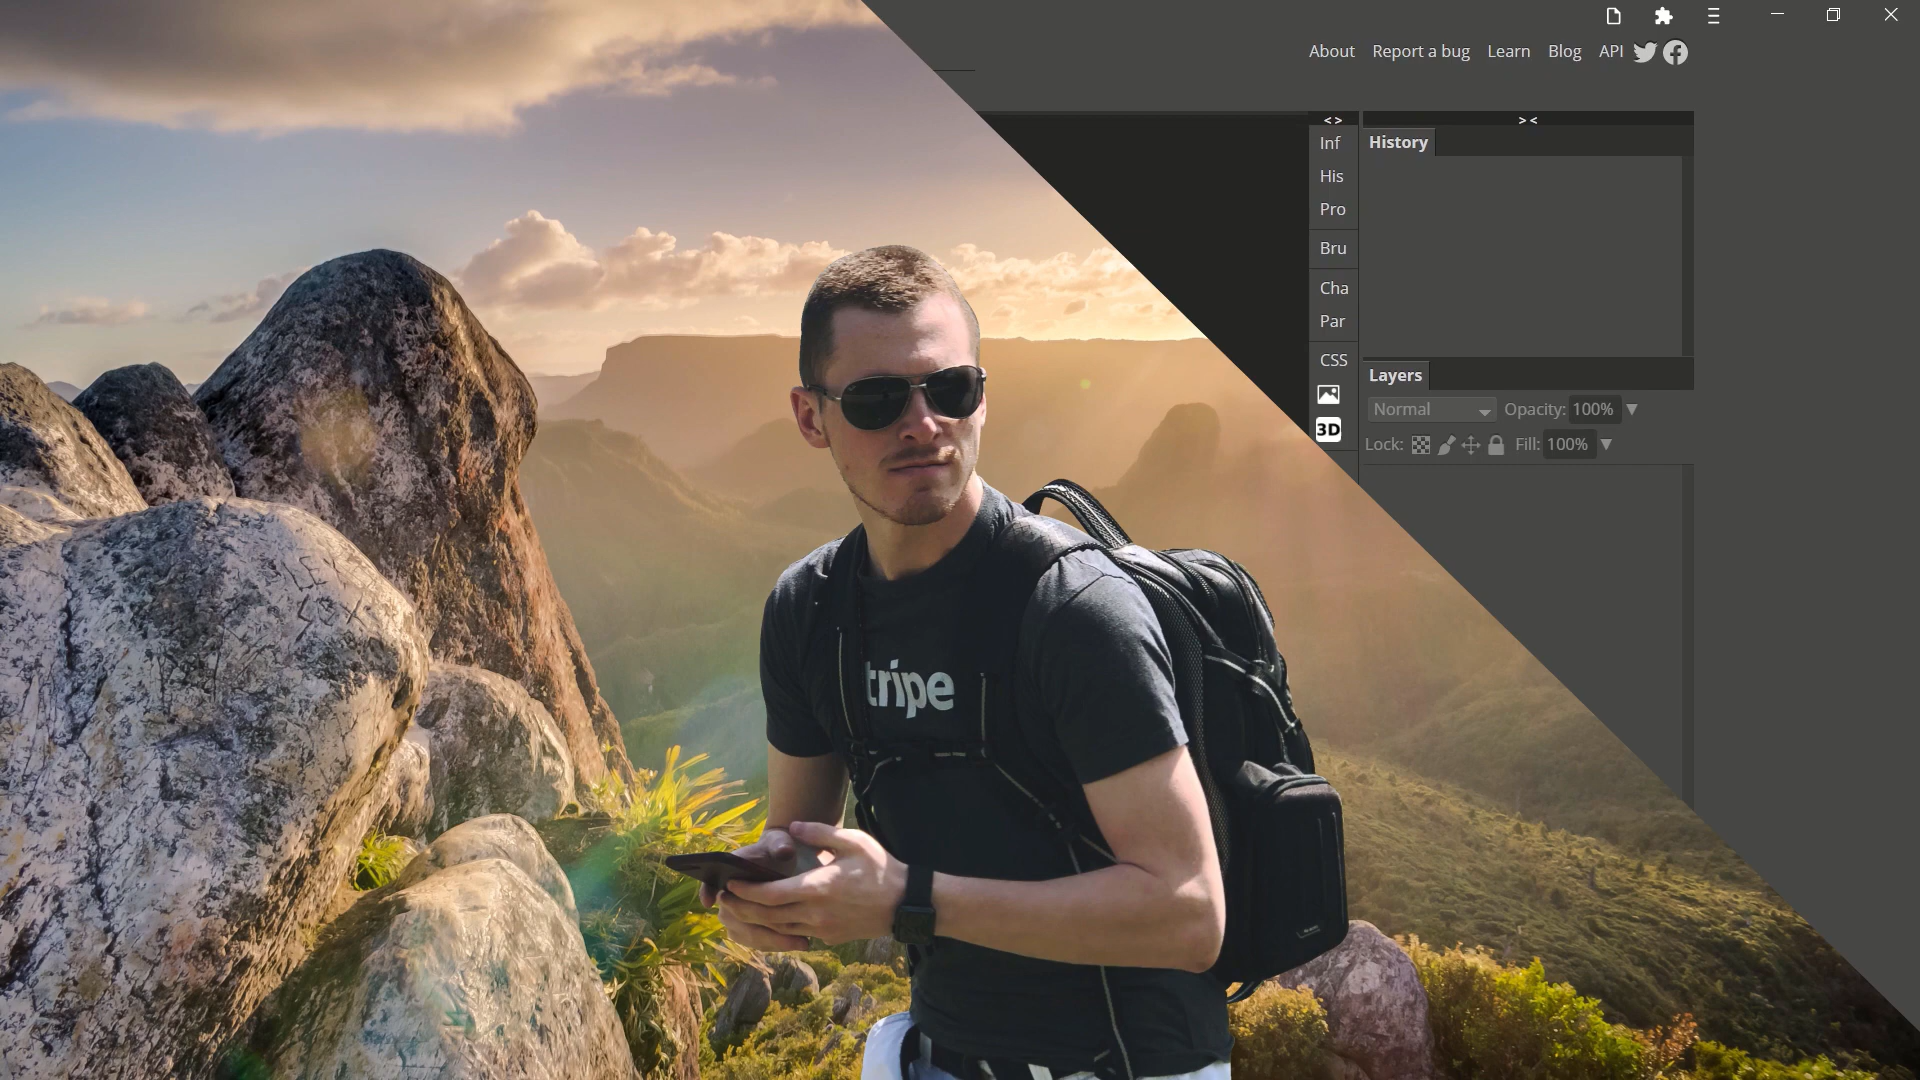 About Report a bug Learn Blog API
< >
> <
Inf
History
His
Pro
Bru
Cha
Par
CSS
Layers
Normal Opacity: 100%
3D
Lock: Fill: 100%
tripe